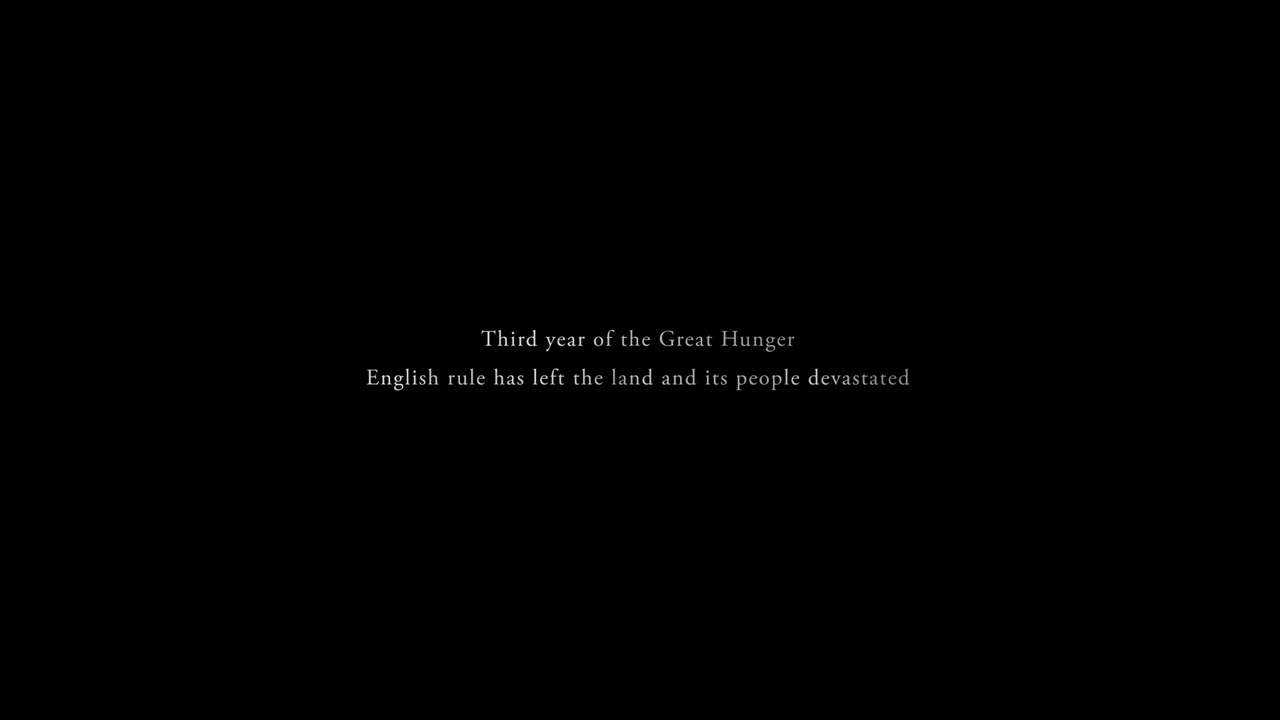 Third year of the Great Hunger
English rule has left the land and its people devastated